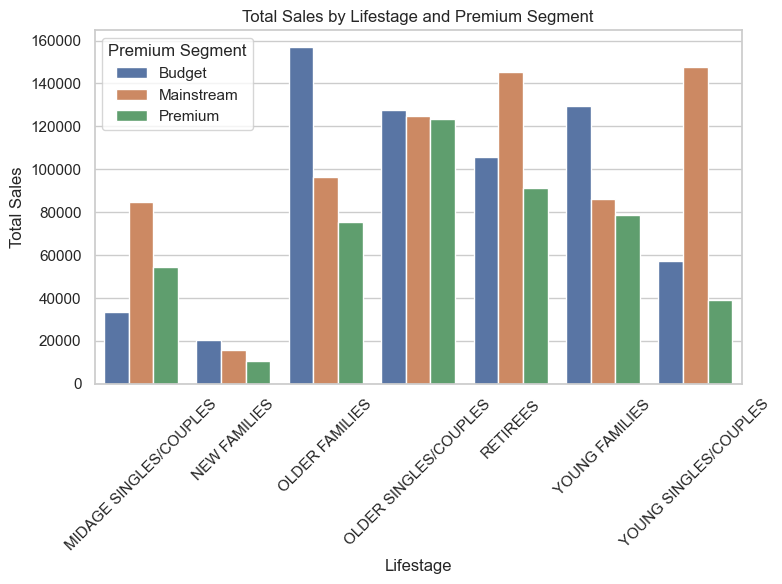 Total Sales by Lifestage and Premium Segment
Premium Segment
Budget
Mainstream
Premium
Total Sales
160000
140000
120000
100000
80000
60000
40000
20000
0
MIDAGE SINGLES/COUPLES
NEW FAMILIES
OLDER FAMILIES
OLDER SINGLES/COUPLES
RETIREES
YOUNG FAMILIES
YOUNG SINGLES/COUPLES
Lifestage